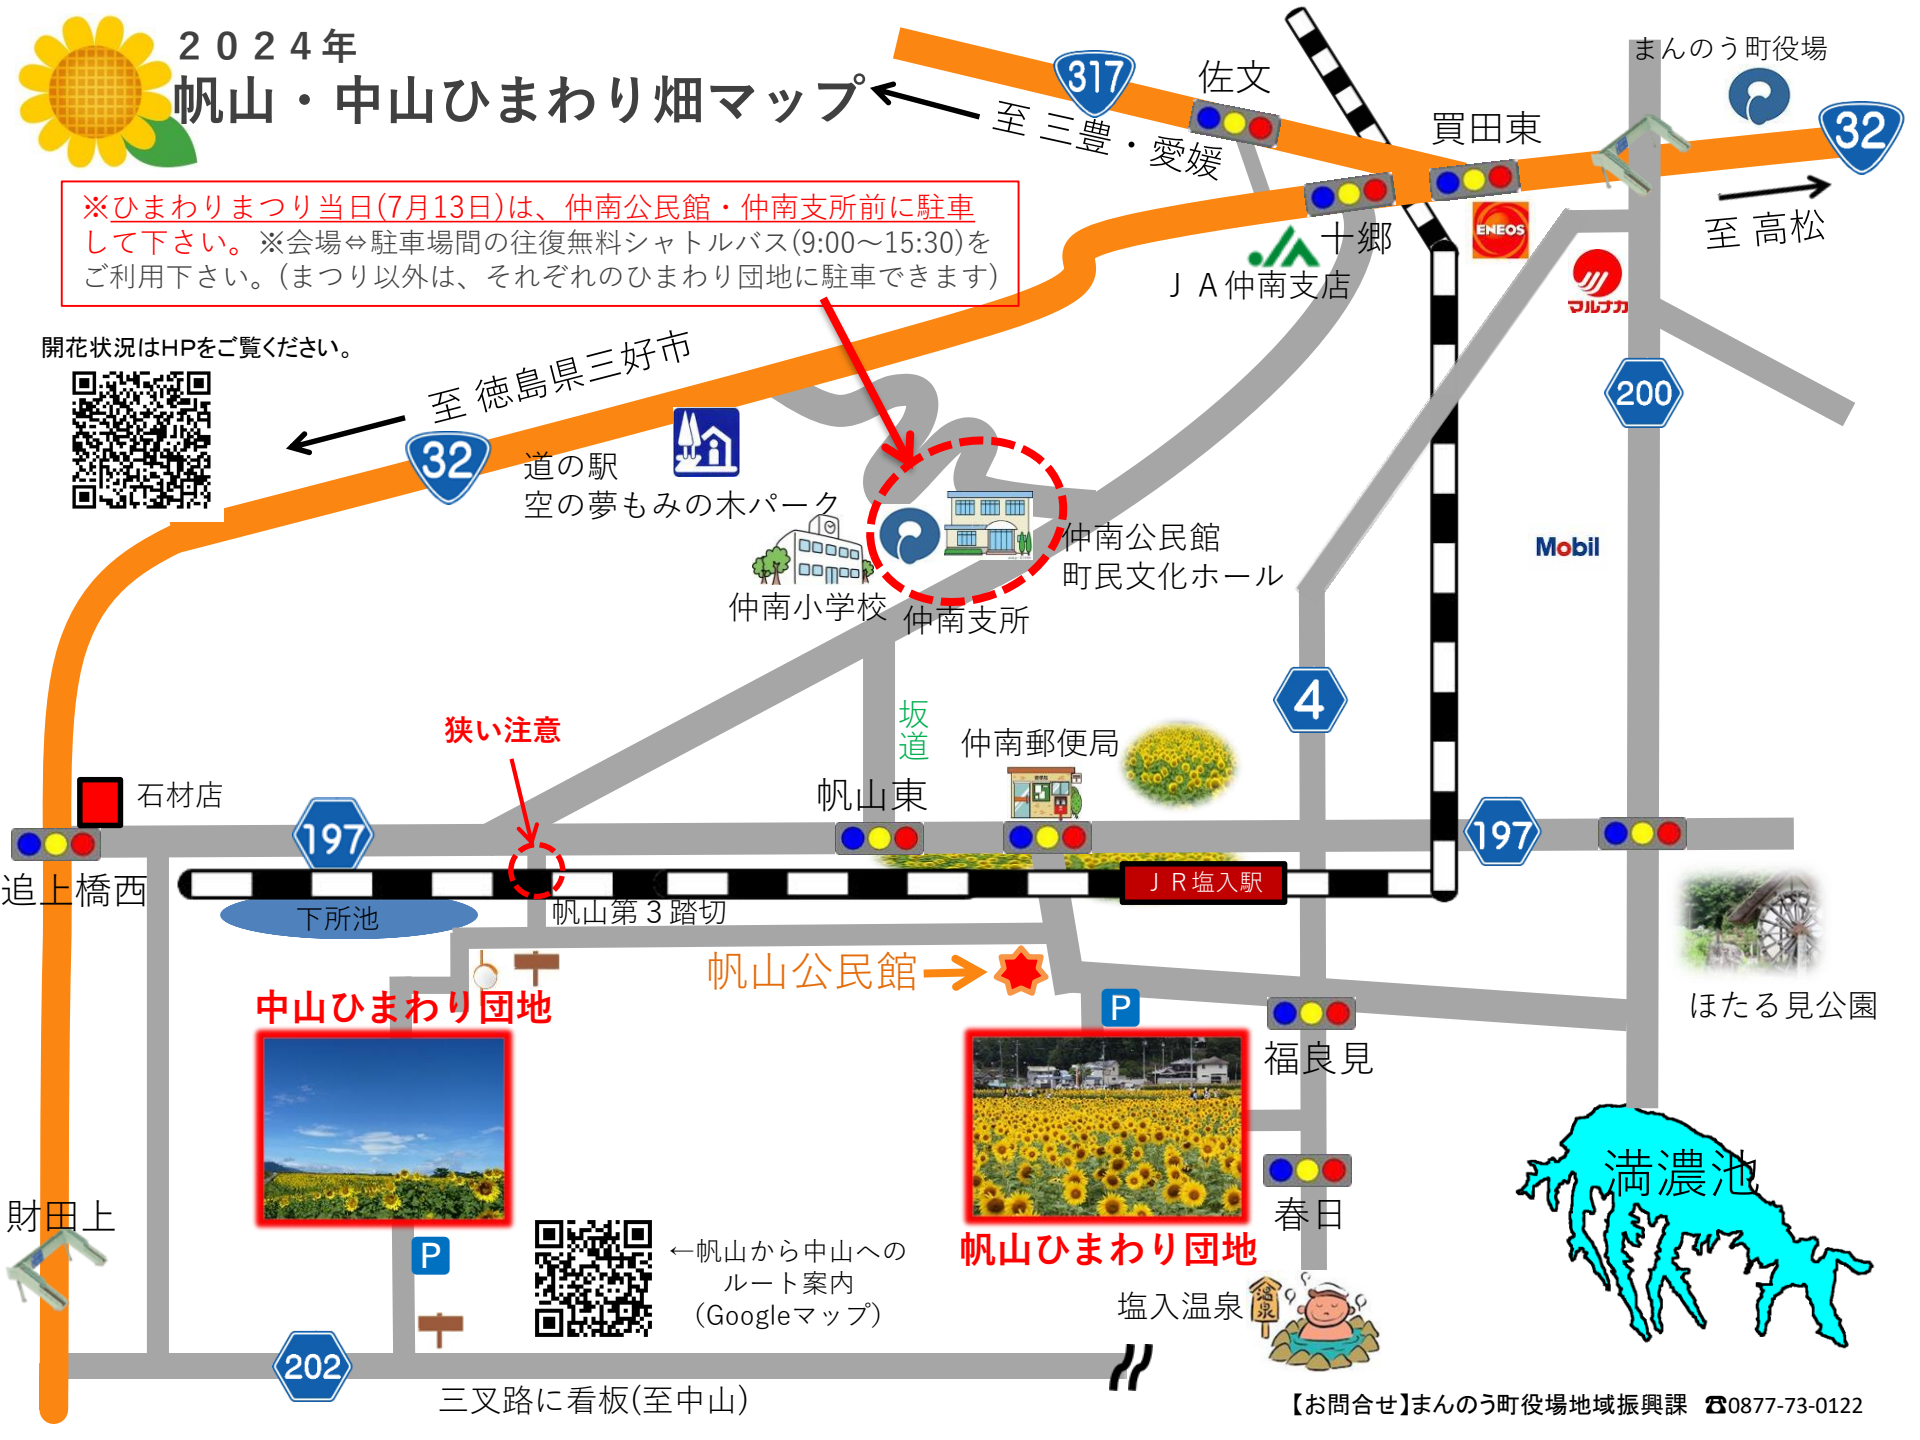 ２０２４年
帆山・中山ひまわり畑マップ
※ひまわりまつり当日(7月13日)は、仲南公民館・仲南支所前に駐車
して下さい。※会場⇔駐車場間の往復無料シャトルバス(9:00～15:30)を
ご利用下さい。(まつり以外は、それぞれのひまわり団地に駐車できます)
開花状況はHPをご覧ください。
317
佐文
至 三豊・愛媛
買田東
まんのう町役場
32
至 高松
十郷
ENEOS
マルナカ
ＪＡ仲南支店
至 徳島県三好市
32
道の駅
空の夢もみの木パーク
200
仲南公民館
町民文化ホール
仲南小学校
仲南支所
Mobil
4
坂道
狭い注意
仲南郵便局
帆山東
石材店
197
197
追上橋西
下所池
帆山第３踏切
ＪＲ塩入駅
帆山公民館
中山ひまわり団地
P
ほたる見公園
福良見
満濃池
財田上
春日
帆山ひまわり団地
P
←帆山から中山への
ルート案内
(Googleマップ)
塩入温泉
温泉
202
三叉路に看板(至中山)
【お問合せ】まんのう町役場地域振興課 ☎0877-73-0122